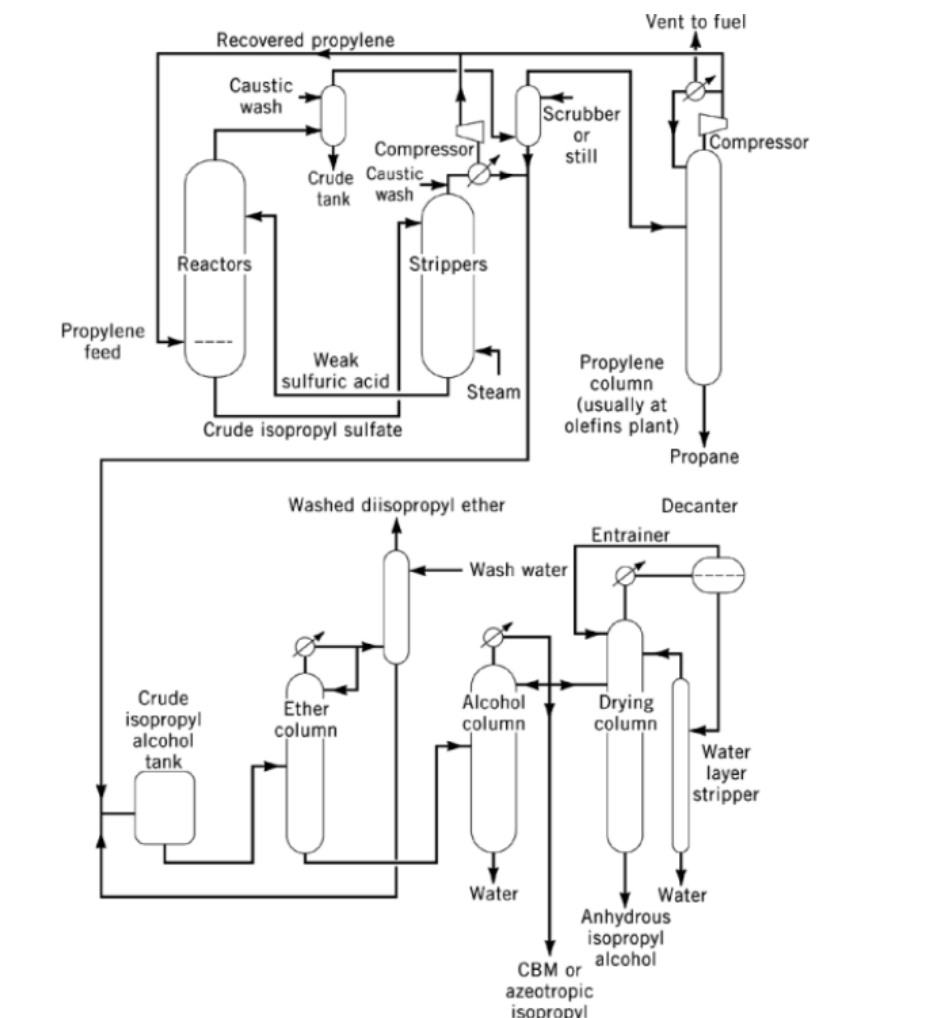 Vent to fuel
Recovered propylene
Caustic
wash
Scrubber
or
still
Compressor
Compressor
Crude
tank
Caustic
wash
Reactors
Strippers
Propylene
feed
Weak
sulfuric acid
Steam
Propylene
column
(usually at
olefins plant)
Crude isopropyl sulfate
Propane
Washed diisopropyl ether
Decanter
Entrainer
Wash water
Crude
isopropyl
alcohol
tank
Ether
column
Alcohol
column
Drying
column
Water
layer
stripper
Water
Water
Anhydrous
isopropyl
alcohol
CBM or
azeotropic
isopropyl